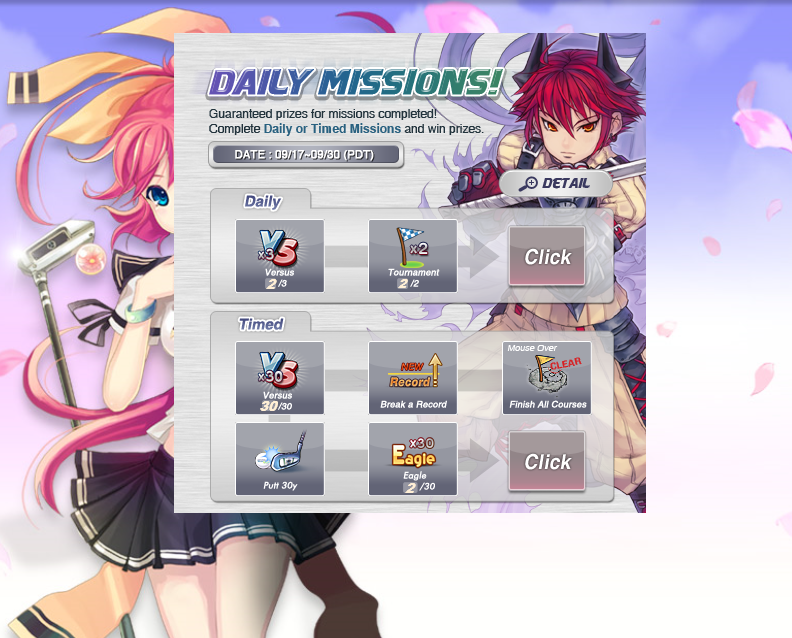 DAILY MISSIONS!
Guaranteed prizes for missions completed!
Complete Daily or Timed Missions and win prizes.
DATE : 09/17~09/30 (PDT)
DETAIL
Daily
VS x3
x2
Click
Versus
Tournament
2 /3
2 /2
Timed
VS x30
NEW
Record
Mouse Over
CLEAR
Versus
30/30
Break a Record
Finish All Courses
x30
Eagle
Click
Putt 30y
Eagle
2 /30